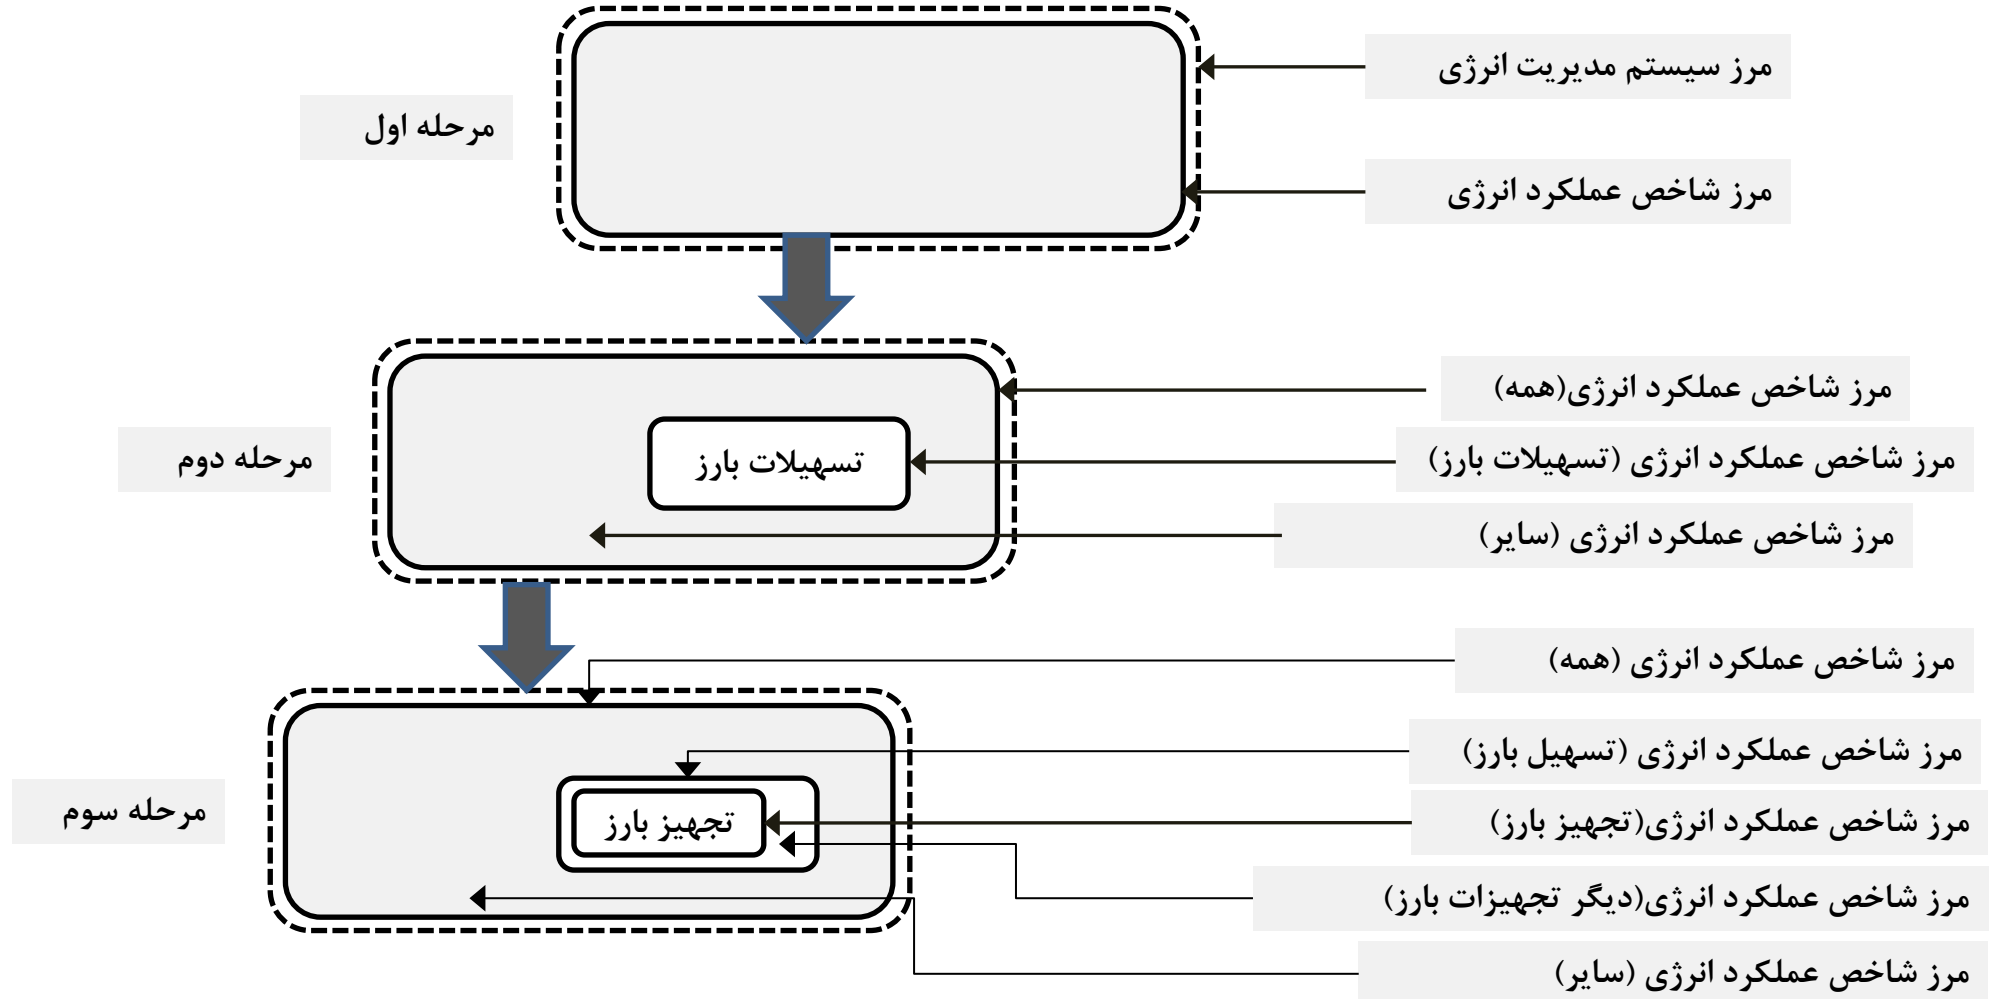 مرز سیستم مدیریت انرژی
مرحله اول
مرز شاخص عملکرد انرژی
مرز شاخص عملکرد انرژی(همه)
مرز شاخص عملکرد انرژی (تسهیلات بارز)
تسهیلات بارز
مرحله دوم
مرز شاخص عملکرد انرژی (سایر)
مرز شاخص عملکرد انرژی (همه)
مرز شاخص عملکرد انرژی (تسهیل بارز)
مرز شاخص عملکرد انرژی(تجهیز بارز)
تجهیز بارز
مرحله سوم
مرز شاخص عملکرد انرژی(دیگر تجهیزات بارز)
مرز شاخص عملکرد انرژی (سایر)